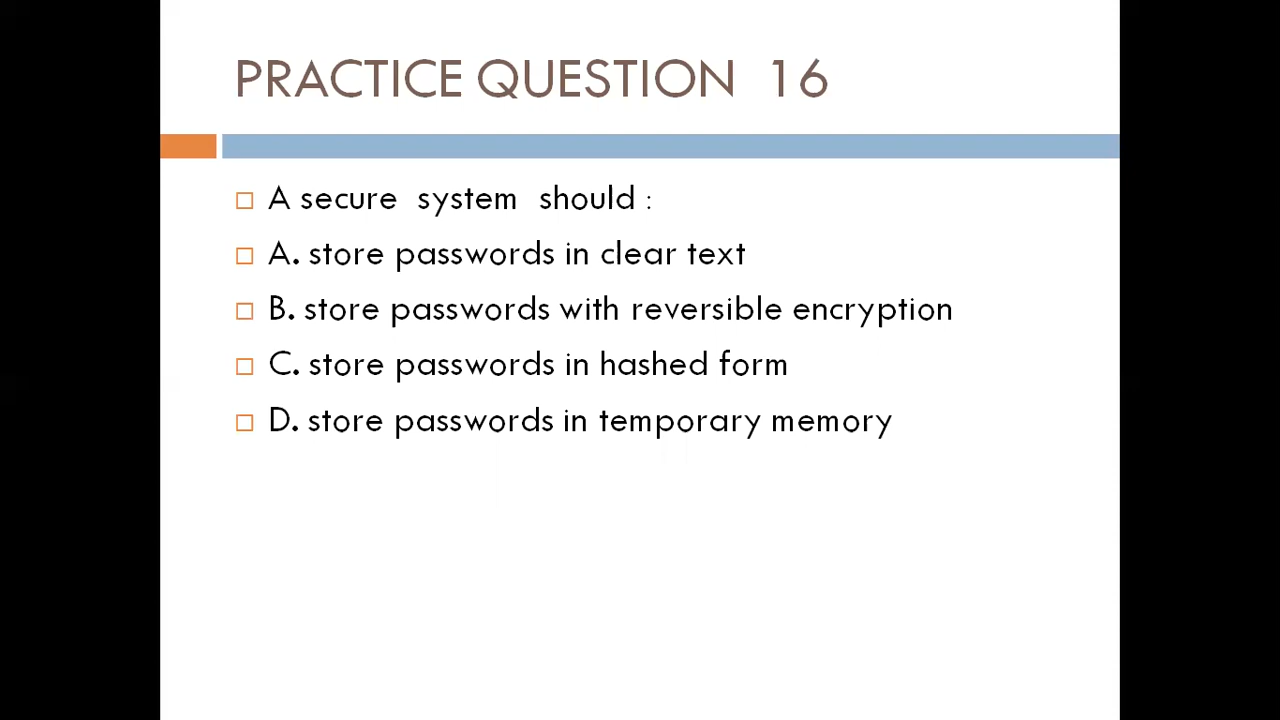 PRACTICE QUESTION 16
A secure system should :
A. store passwords in clear text
B. store passwords with reversible encryption
C. store passwords in hashed form
D. store passwords in temporary memory